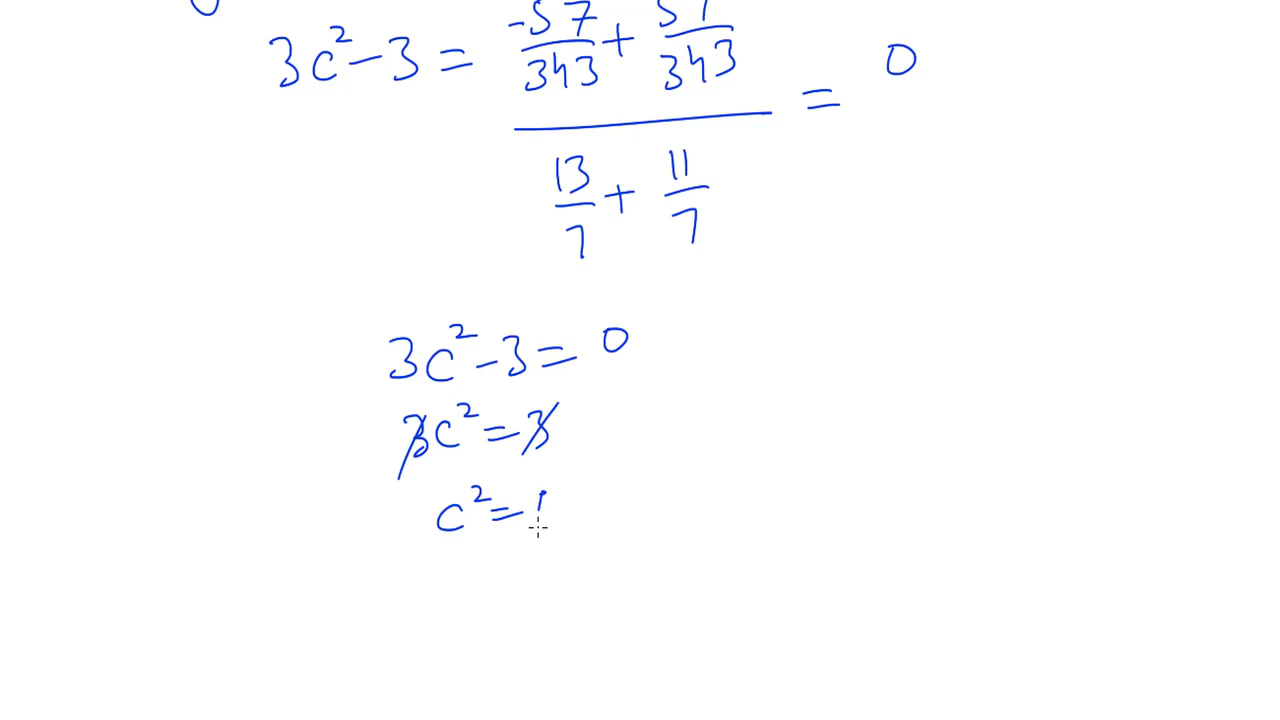 3c² - 3 = (-57/343 + 57/343) / (13/7 + 11/7) = 0
3c² - 3 = 0
3c² = 3
c² = 1